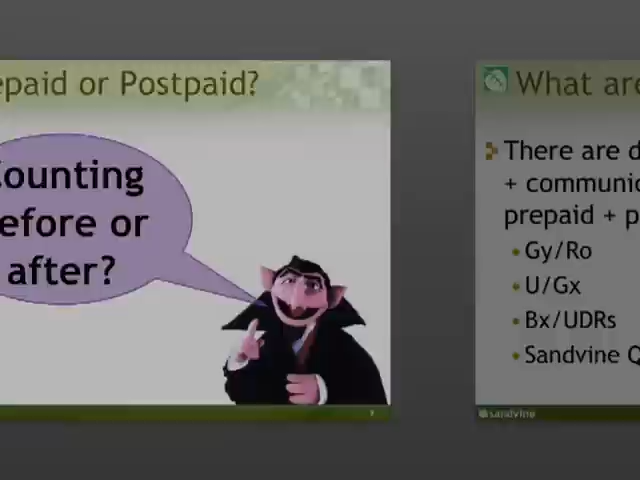 epaid or Postpaid?
ounting
efore or
after?
What are
There are d
+ communic
prepaid + p
• Gy/Ro
• U/Gx
• Bx/UDRs
• Sandvine Q
sandvine